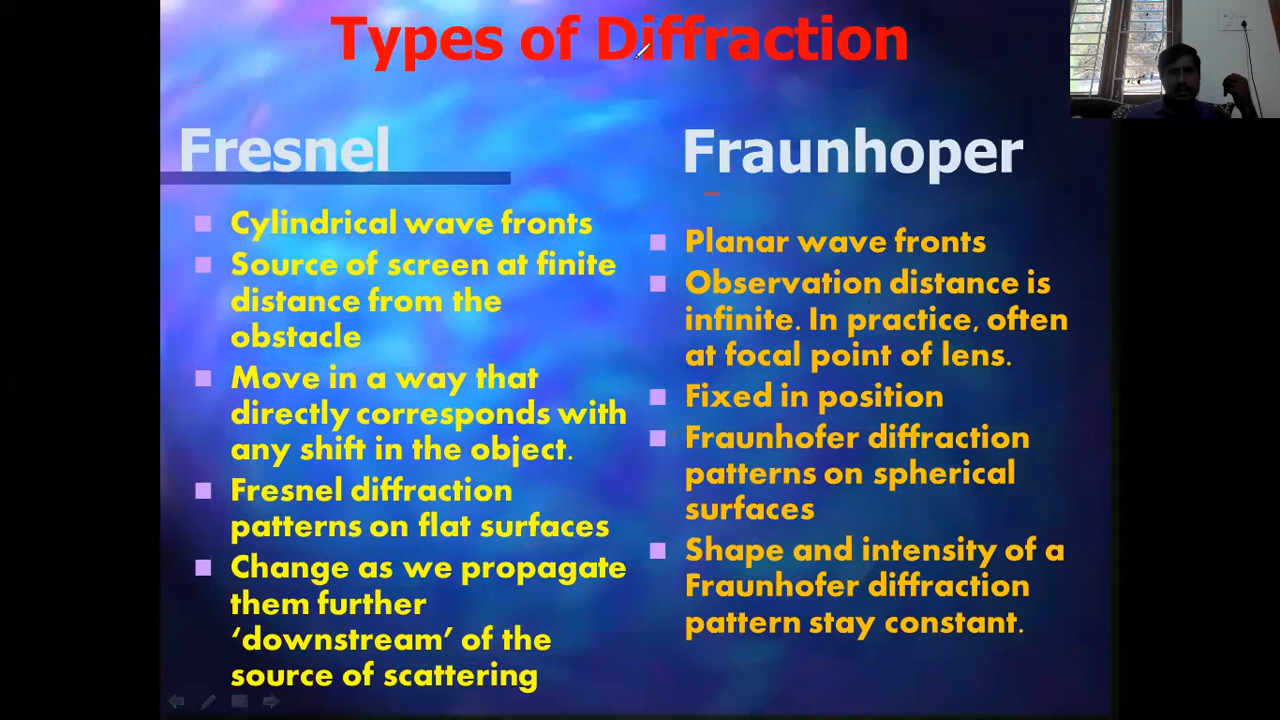 Types of Diffraction
Fresnel
Cylindrical wave fronts
Source of screen at finite
distance from the
obstacle
Move in a way that
directly corresponds with
any shift in the object.
Fresnel diffraction
patterns on flat surfaces
Change as we propagate
them further
‘downstream’ of the
source of scattering
Fraunhoper
Planar wave fronts
Observation distance is
infinite. In practice, often
at focal point of lens.
Fixed in position
Fraunhofer diffraction
patterns on spherical
surfaces
Shape and intensity of a
Fraunhofer diffraction
pattern stay constant.